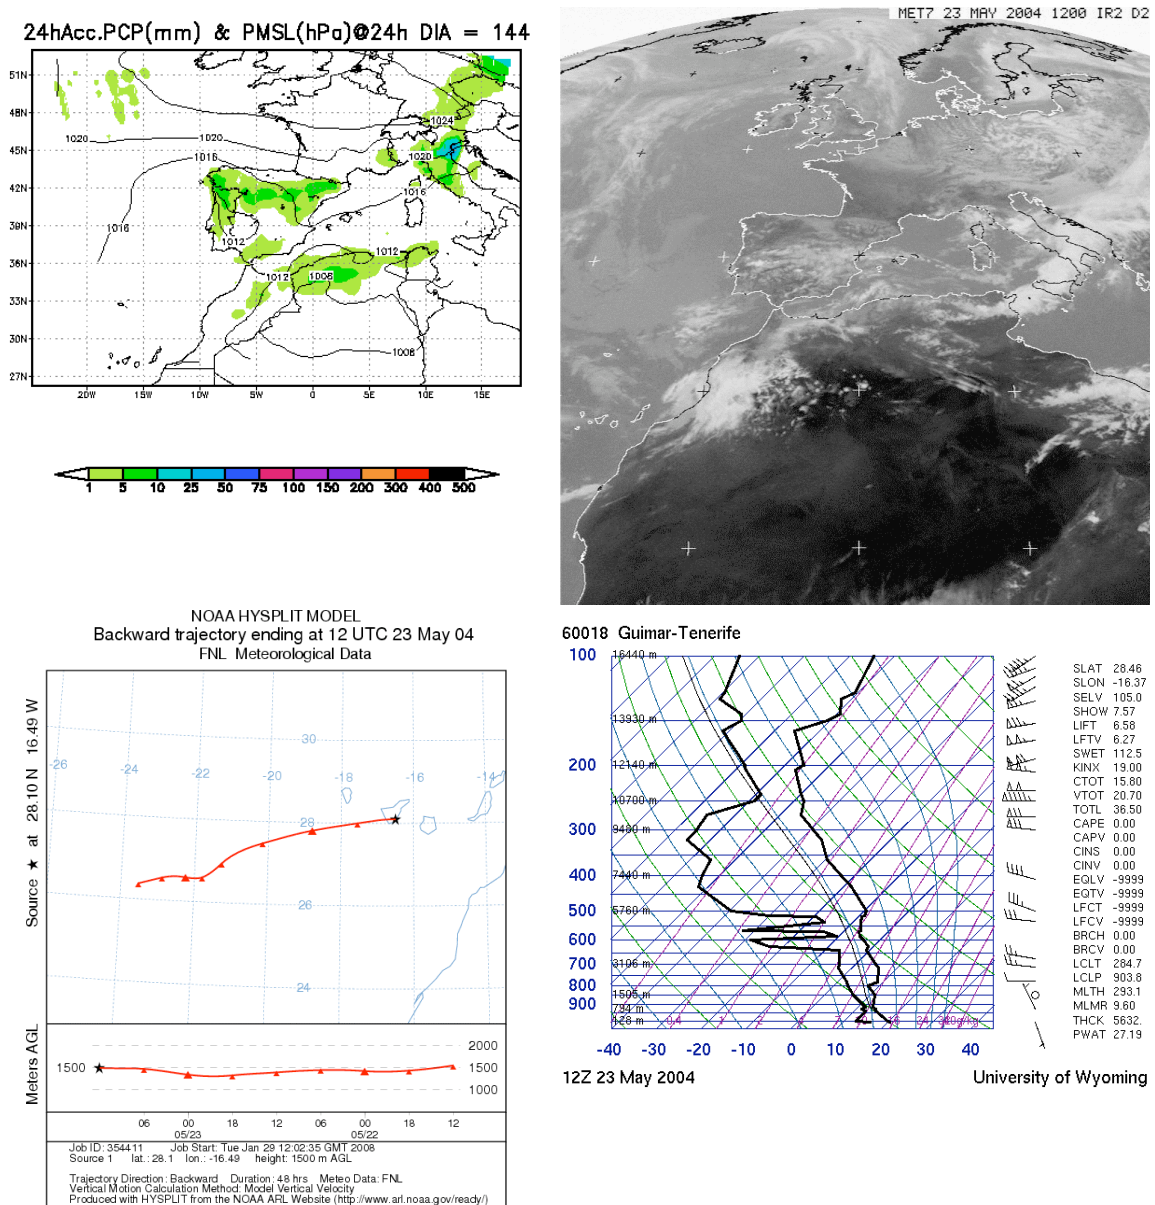 24hAcc.PCP(mm) & PMSL(hPa)@24h DIA = 144
51N
48N
45N
42N
39N
36N
33N
30N
27N
1024
1020
1020
1020
1016
1016
1016
1012
1012
1012
1008
1008
20W 15W 10W 5W 0 5E 10E 15E
1 5 10 25 50 75 100 150 200 300 400 500
MET7 23 MAY 2004 1200 IR2 D2
NOAA HYSPLIT MODEL
Backward trajectory ending at 12 UTC 23 May 04
FNL Meteorological Data
Source ★ at 28.10 N 16.49 W
30
-26 -24 -22 -20 -18 -16 -14
28
26
24
Meters AGL
1500
2000
1500
1000
06 00 18 12 06 00 18 12
05/23 05/22
Job ID: 354411 Job Start: Tue Jan 29 12:02:35 GMT 2008
Source 1 lat.: 28.1 lon.: -16.49 height: 1500 m AGL
Trajectory Direction: Backward Duration: 48 hrs Meteo Data: FNL
Vertical Motion Calculation Method: Model Vertical Velocity
Produced with HYSPLIT from the NOAA ARL Website (http://www.arl.noaa.gov/ready/)
60018 Guimar-Tenerife
100 16440 m
13930 m
200 12140 m
10700 m
300 9480 m
400 7440 m
500 5760 m
600
700 3106 m
800
1505 m
900 794 m
128 m
0.4 1 2 4 7 10 16 24 32 40g/kg
-40 -30 -20 -10 0 10 20 30 40
12Z 23 May 2004
University of Wyoming
SLAT 28.46
SLON -16.37
SELV 105.0
SHOW 7.57
LIFT 6.58
LFTV 6.27
SWET 112.5
KINX 19.00
CTOT 15.80
VTOT 20.70
TOTL 36.50
CAPE 0.00
CAPV 0.00
CINS 0.00
CINV 0.00
EQLV -9999
EQTV -9999
LFCT -9999
LFCV -9999
BRCH 0.00
BRCV 0.00
LCLT 284.7
LCLP 903.8
MLTH 293.1
MLMR 9.60
THCK 5632.
PWAT 27.19